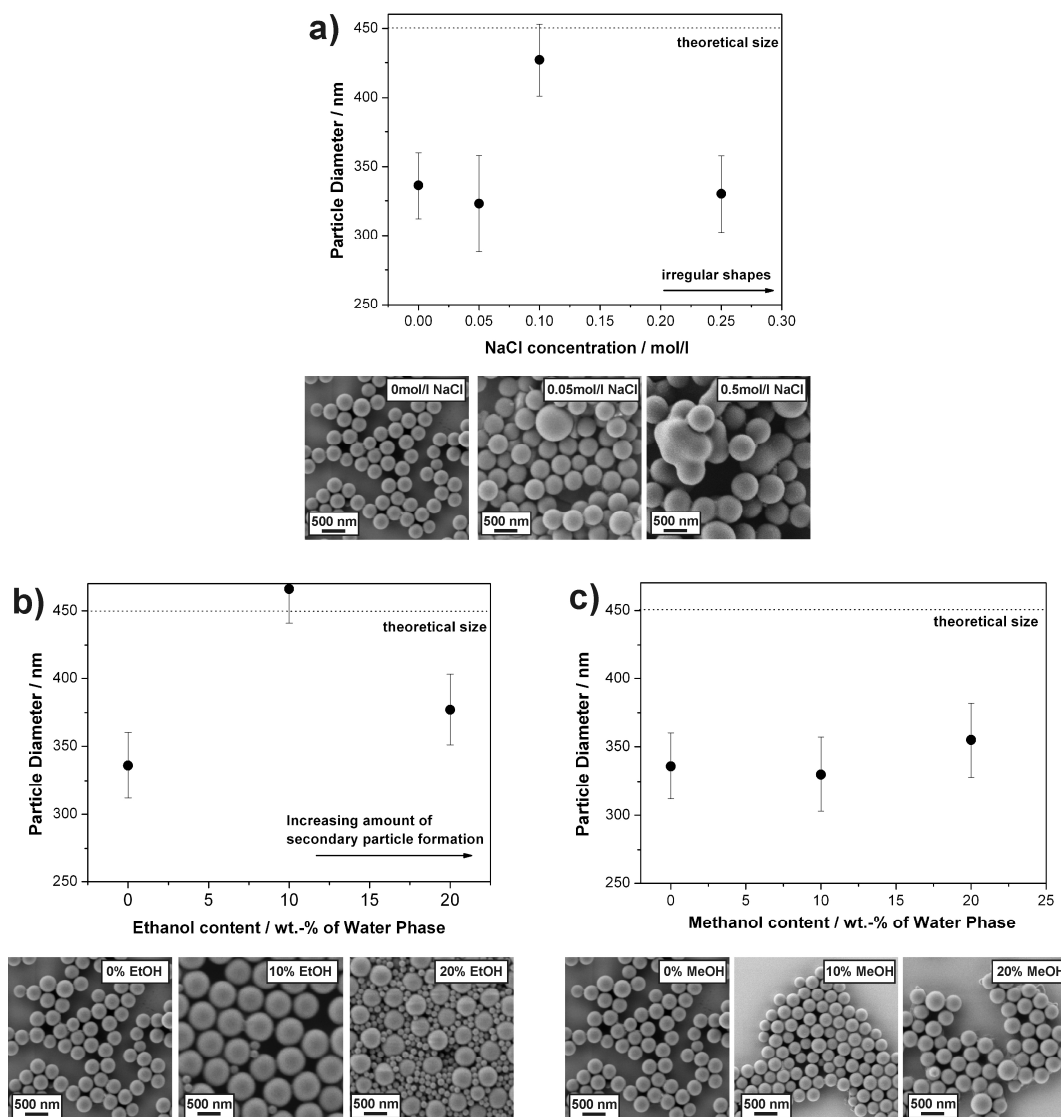 a)
450
400
350
300
250
Particle Diameter / nm
theoretical size
irregular shapes
0.00 0.05 0.10 0.15 0.20 0.25 0.30
NaCl concentration / mol/l
0mol/l NaCl
500 nm
0.05mol/l NaCl
500 nm
0.5mol/l NaCl
500 nm
b)
450
400
350
300
250
Particle Diameter / nm
theoretical size
Increasing amount of
secondary particle formation
0 5 10 15 20
Ethanol content / wt.-% of Water Phase
0% EtOH
500 nm
10% EtOH
500 nm
20% EtOH
500 nm
c)
450
400
350
300
250
Particle Diameter / nm
theoretical size
0 5 10 15 20 25
Methanol content / wt.-% of Water Phase
0% MeOH
500 nm
10% MeOH
500 nm
20% MeOH
500 nm